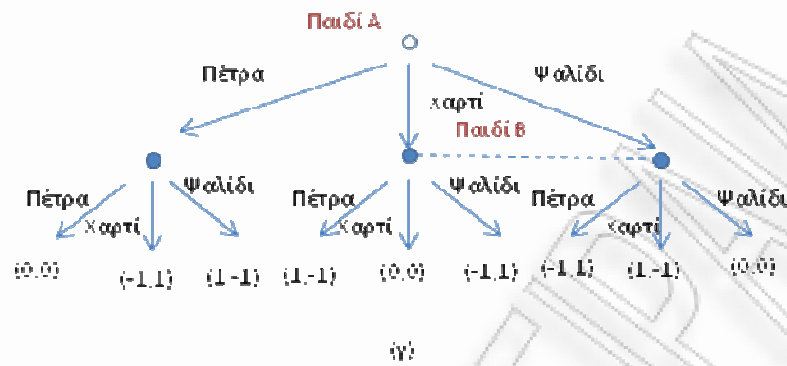 Παιδί Α
Πέτρα Ψαλίδι
χαρτί
Παιδί Β
Πέτρα Ψαλίδι Πέτρα Ψαλίδι Πέτρα Ψαλίδι
χαρτί χαρτί χαρτί
(0,0) (-1,1) (1,-1) (1,-1) (0,0) (-1,1) (-1,1) (1,-1) (0,0)
(γ)